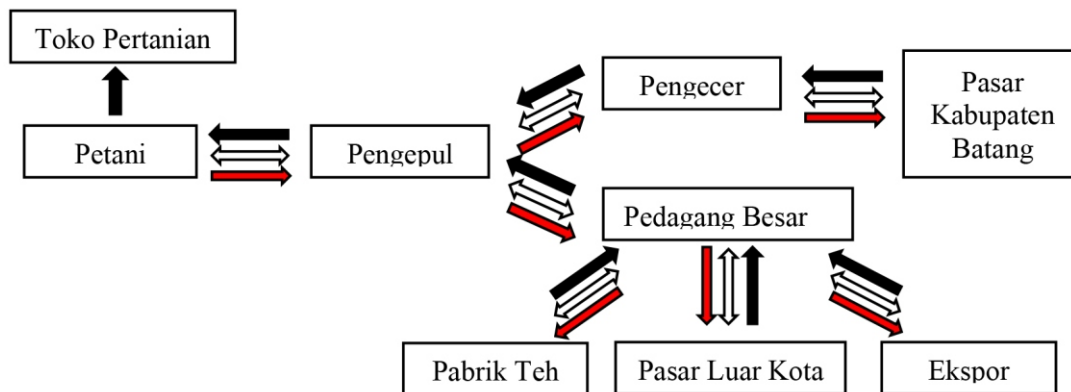 Toko Pertanian
Petani
Pengepul
Pengecer
Pasar
Kabupaten
Batang
Pedagang Besar
Pabrik Teh
Pasar Luar Kota
Ekspor